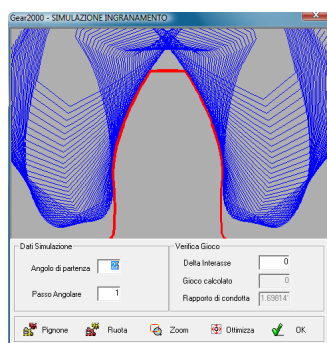 Gear2000 - SIMULAZIONE INGRANAMENTO
Dati Simulazione
Angolo di partenza
Passo Angolare 1
Verifica Gioco
Delta Interasse 0
Gioco calcolato 0
Rapporto di condotta 1.69814
Pignone Ruota Zoom Ottimizza OK